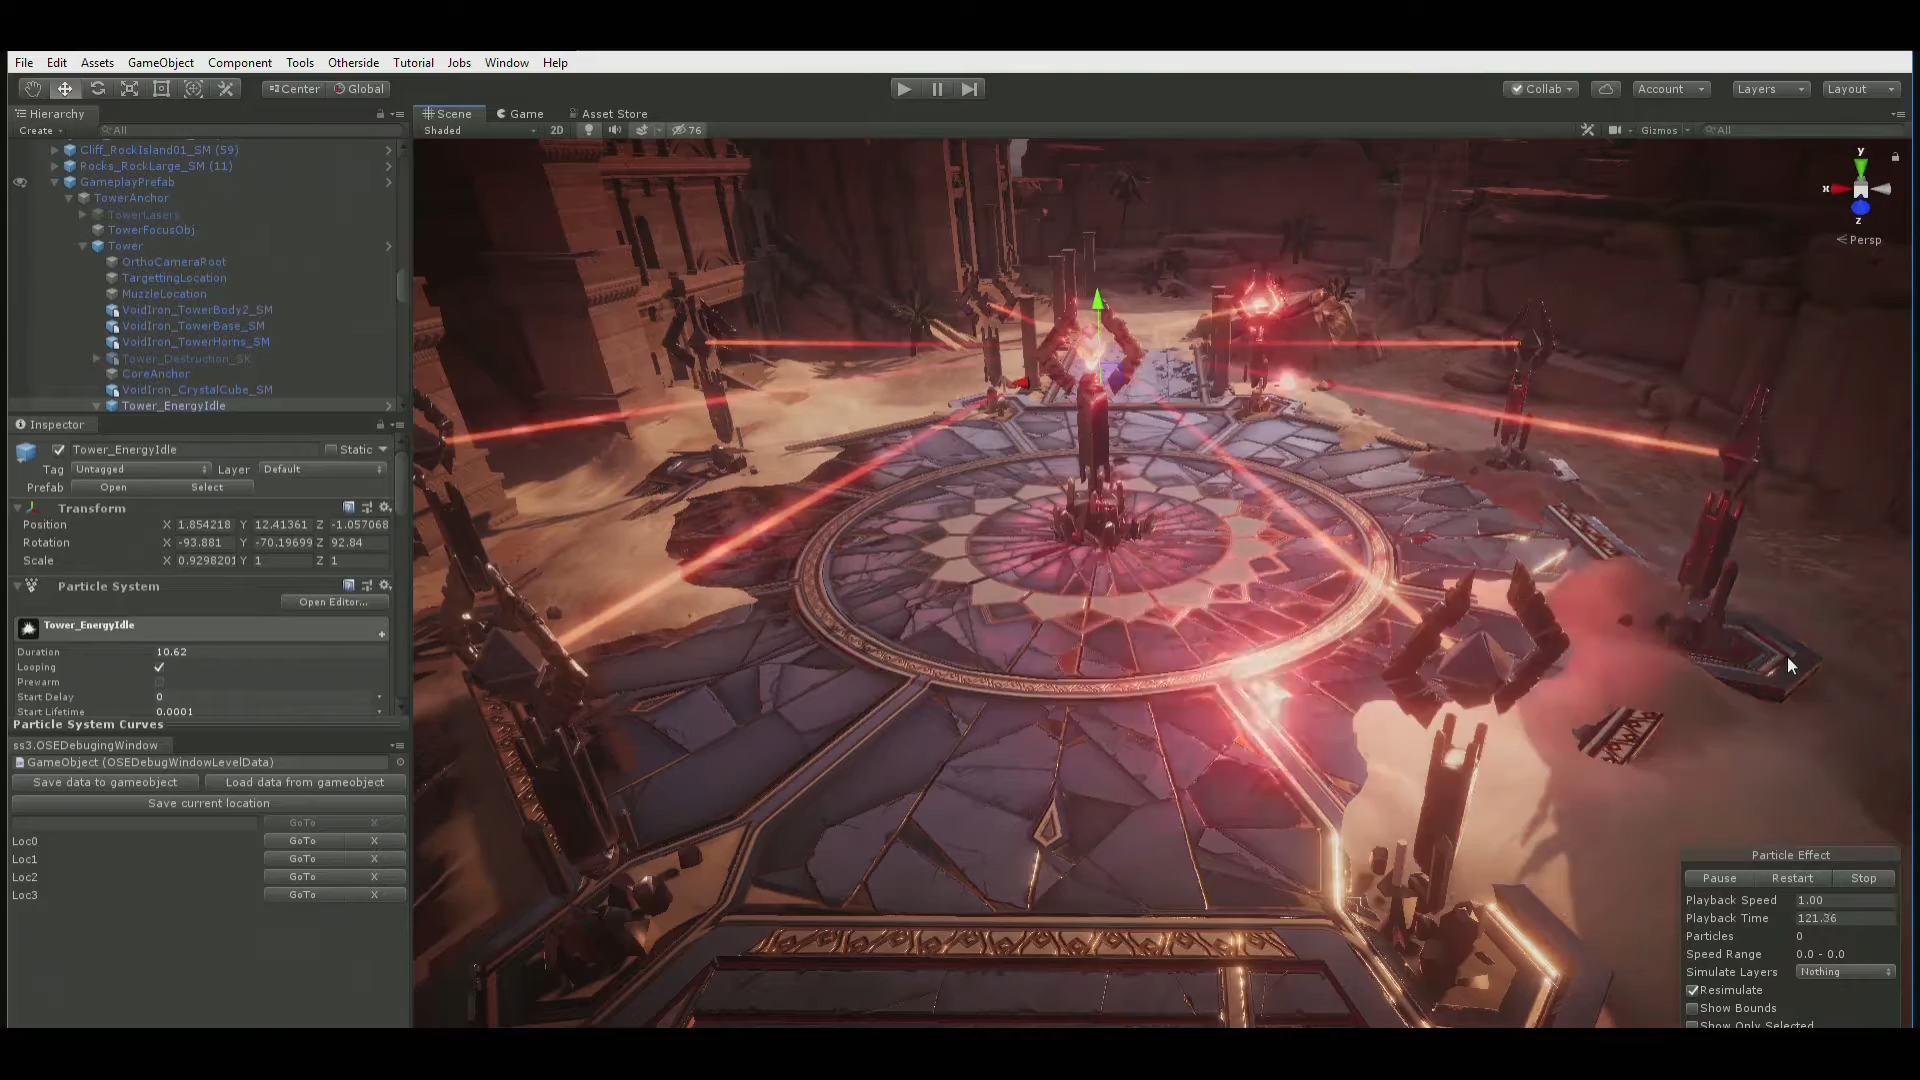 File Edit Assets GameObject Component Tools Otherside Tutorial Jobs Window Help
Center Global
Collab Account Layers Layout
Hierarchy
Create All
Cliff_RockIsland01_SM (59)
Rocks_RockLarge_SM (11)
GameplayPrefab
TowerAnchor
TowerLasers
TowerFocusObj
Tower
OrthoCameraRoot
TargettingLocation
MuzzleLocation
VoidIron_TowerBody2_SM
VoidIron_TowerBase_SM
VoidIron_TowerHorns_SM
Tower_Destruction_SK
CoreAnchor
VoidIron_CrystalCube_SM
Tower_EnergyIdle
Inspector
Tower_EnergyIdle Static
Tag Untagged Layer Default
Prefab Open Select
Transform
Position X 1.854218 Y 12.41361 Z -1.057068
Rotation X -93.881 Y -70.19699 Z 92.84
Scale X 0.9298201 Y 1 Z 1
Particle System
Open Editor...
Tower_EnergyIdle
Duration 10.62
Looping
Prewarm
Start Delay 0
Start Lifetime 0.0001
Particle System Curves
ss3.OSEDebugingWindow
GameObject (OSEDebugWindowLevelData)
Save data to gameobject Load data from gameobject
Save current location
GoTo X
Loc0 GoTo X
Loc1 GoTo X
Loc2 GoTo X
Loc3 GoTo X
Scene Game Asset Store
Shaded 2D 76 Gizmos All
y
x
z
Persp
Particle Effect
Pause Restart Stop
Playback Speed 1.00
Playback Time 121.36
Particles 0
Speed Range 0.0 - 0.0
Simulate Layers Nothing
Resimulate
Show Bounds
Show Only Selected